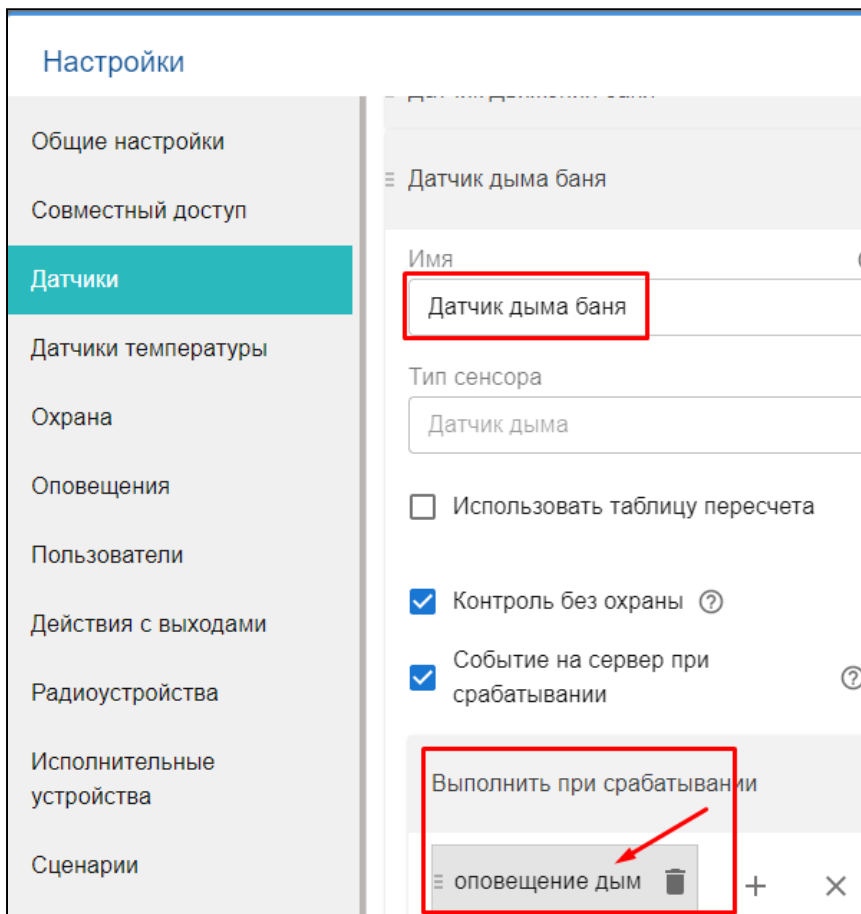 Настройки
Общие настройки
Совместный доступ
Датчики
Датчики температуры
Охрана
Оповещения
Пользователи
Действия с выходами
Радиоустройства
Исполнительные
устройства
Сценарии
Датчик дыма баня
Имя
Датчик дыма баня
Тип сенсора
Датчик дыма
Использовать таблицу пересчета
Контроль без охраны
Событие на сервер при
срабатывании
Выполнить при срабатывании
оповещение дым